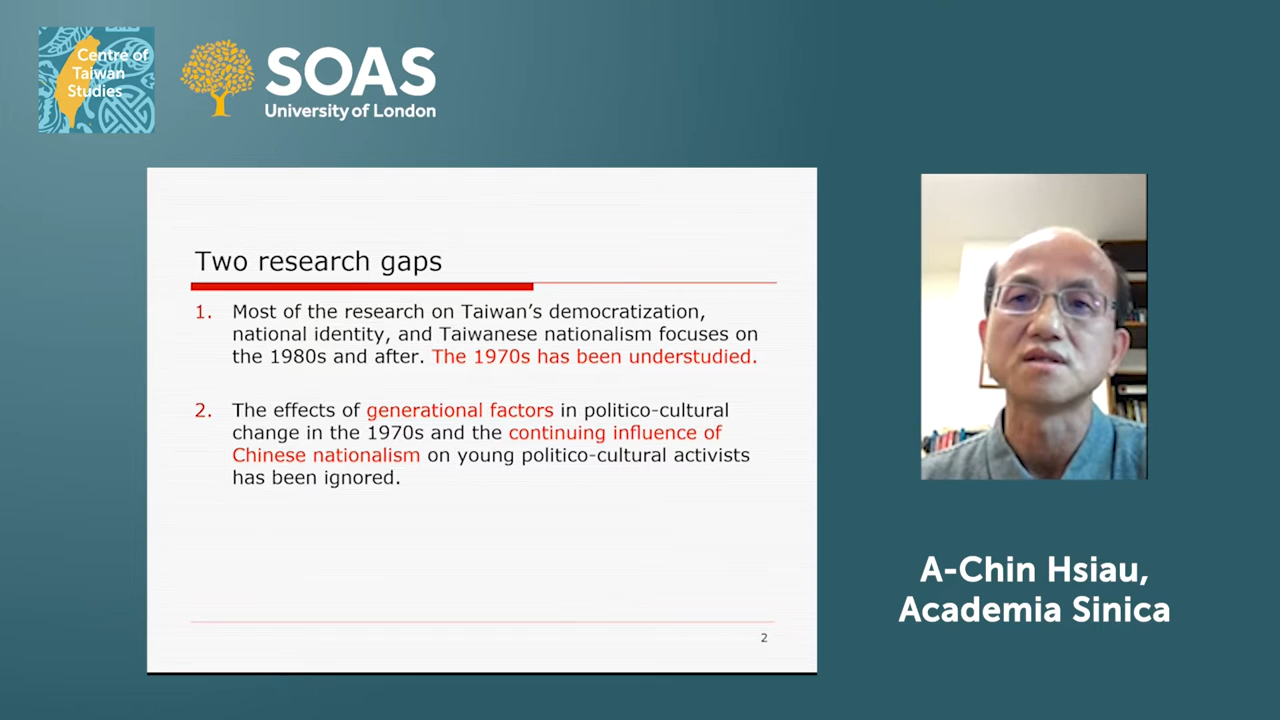 Centre of
Taiwan
Studies
SOAS
University of London
Two research gaps
1. Most of the research on Taiwan's democratization,
national identity, and Taiwanese nationalism focuses on
the 1980s and after. The 1970s has been understudied.
2. The effects of generational factors in politico-cultural
change in the 1970s and the continuing influence of
Chinese nationalism on young politico-cultural activists
has been ignored.
2
A-Chin Hsiau,
Academia Sinica